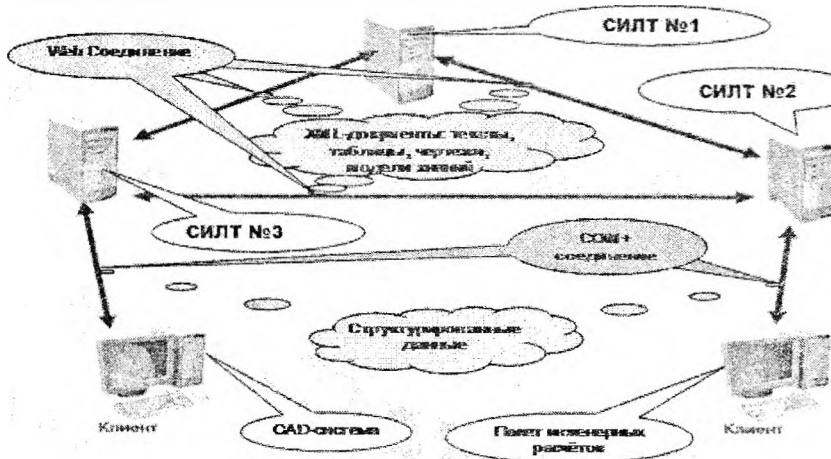 СИЛТ №1
Web Соединение
СИЛТ №2
XML-документы: тексты,
таблицы, чертежи,
модели знаний
СИЛТ №3
COM+
соединение
Структурированные
данные
Клиент
CAD-система
Пакет инженерных
расчётов
Клиент